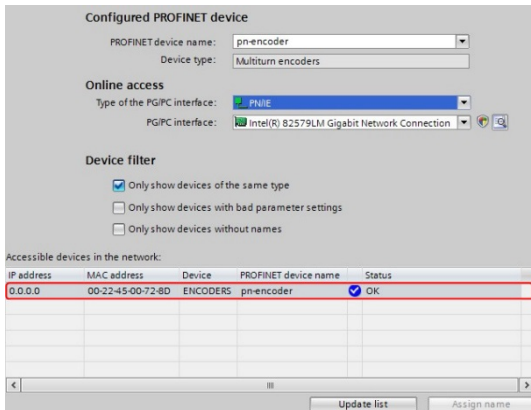 Configured PROFINET device
PROFINET device name: pn-encoder
Device type: Multiturn encoders
Online access
Type of the PG/PC interface: PN/IE
PG/PC interface: Intel(R) 82579LM Gigabit Network Connection
Device filter
Only show devices of the same type
Only show devices with bad parameter settings
Only show devices without names
Accessible devices in the network:
IP address MAC address Device PROFINET device name Status
0.0.0.0 00-22-45-00-72-8D ENCODERS pn-encoder OK
Update list Assign name